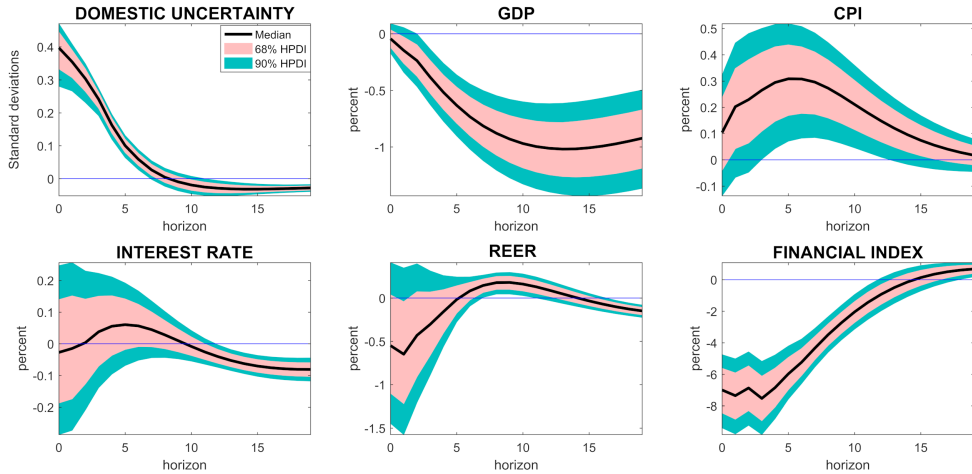 DOMESTIC UNCERTAINTY
Standard deviations
0.4
0.3
0.2
0.1
0
0
5
10
15
horizon
Median
68% HPDI
90% HPDI
GDP
percent
0
-0.5
-1
0
5
10
15
horizon
CPI
percent
0.5
0.4
0.3
0.2
0.1
0
-0.1
0
5
10
15
horizon
INTEREST RATE
percent
0.2
0.1
0
-0.1
-0.2
0
5
10
15
horizon
REER
percent
0
-0.5
-1
-1.5
0
5
10
15
horizon
FINANCIAL INDEX
percent
0
-2
-4
-6
-8
0
5
10
15
horizon